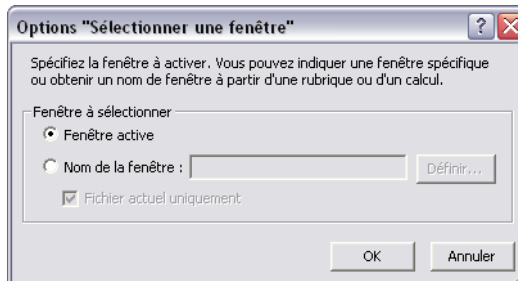 Options "Sélectionner une fenêtre"
?
Spécifiez la fenêtre à activer. Vous pouvez indiquer une fenêtre spécifique
ou obtenir un nom de fenêtre à partir d'une rubrique ou d'un calcul.
Fenêtre à sélectionner
Fenêtre active
Nom de la fenêtre :
Définir...
Fichier actuel uniquement
OK
Annuler